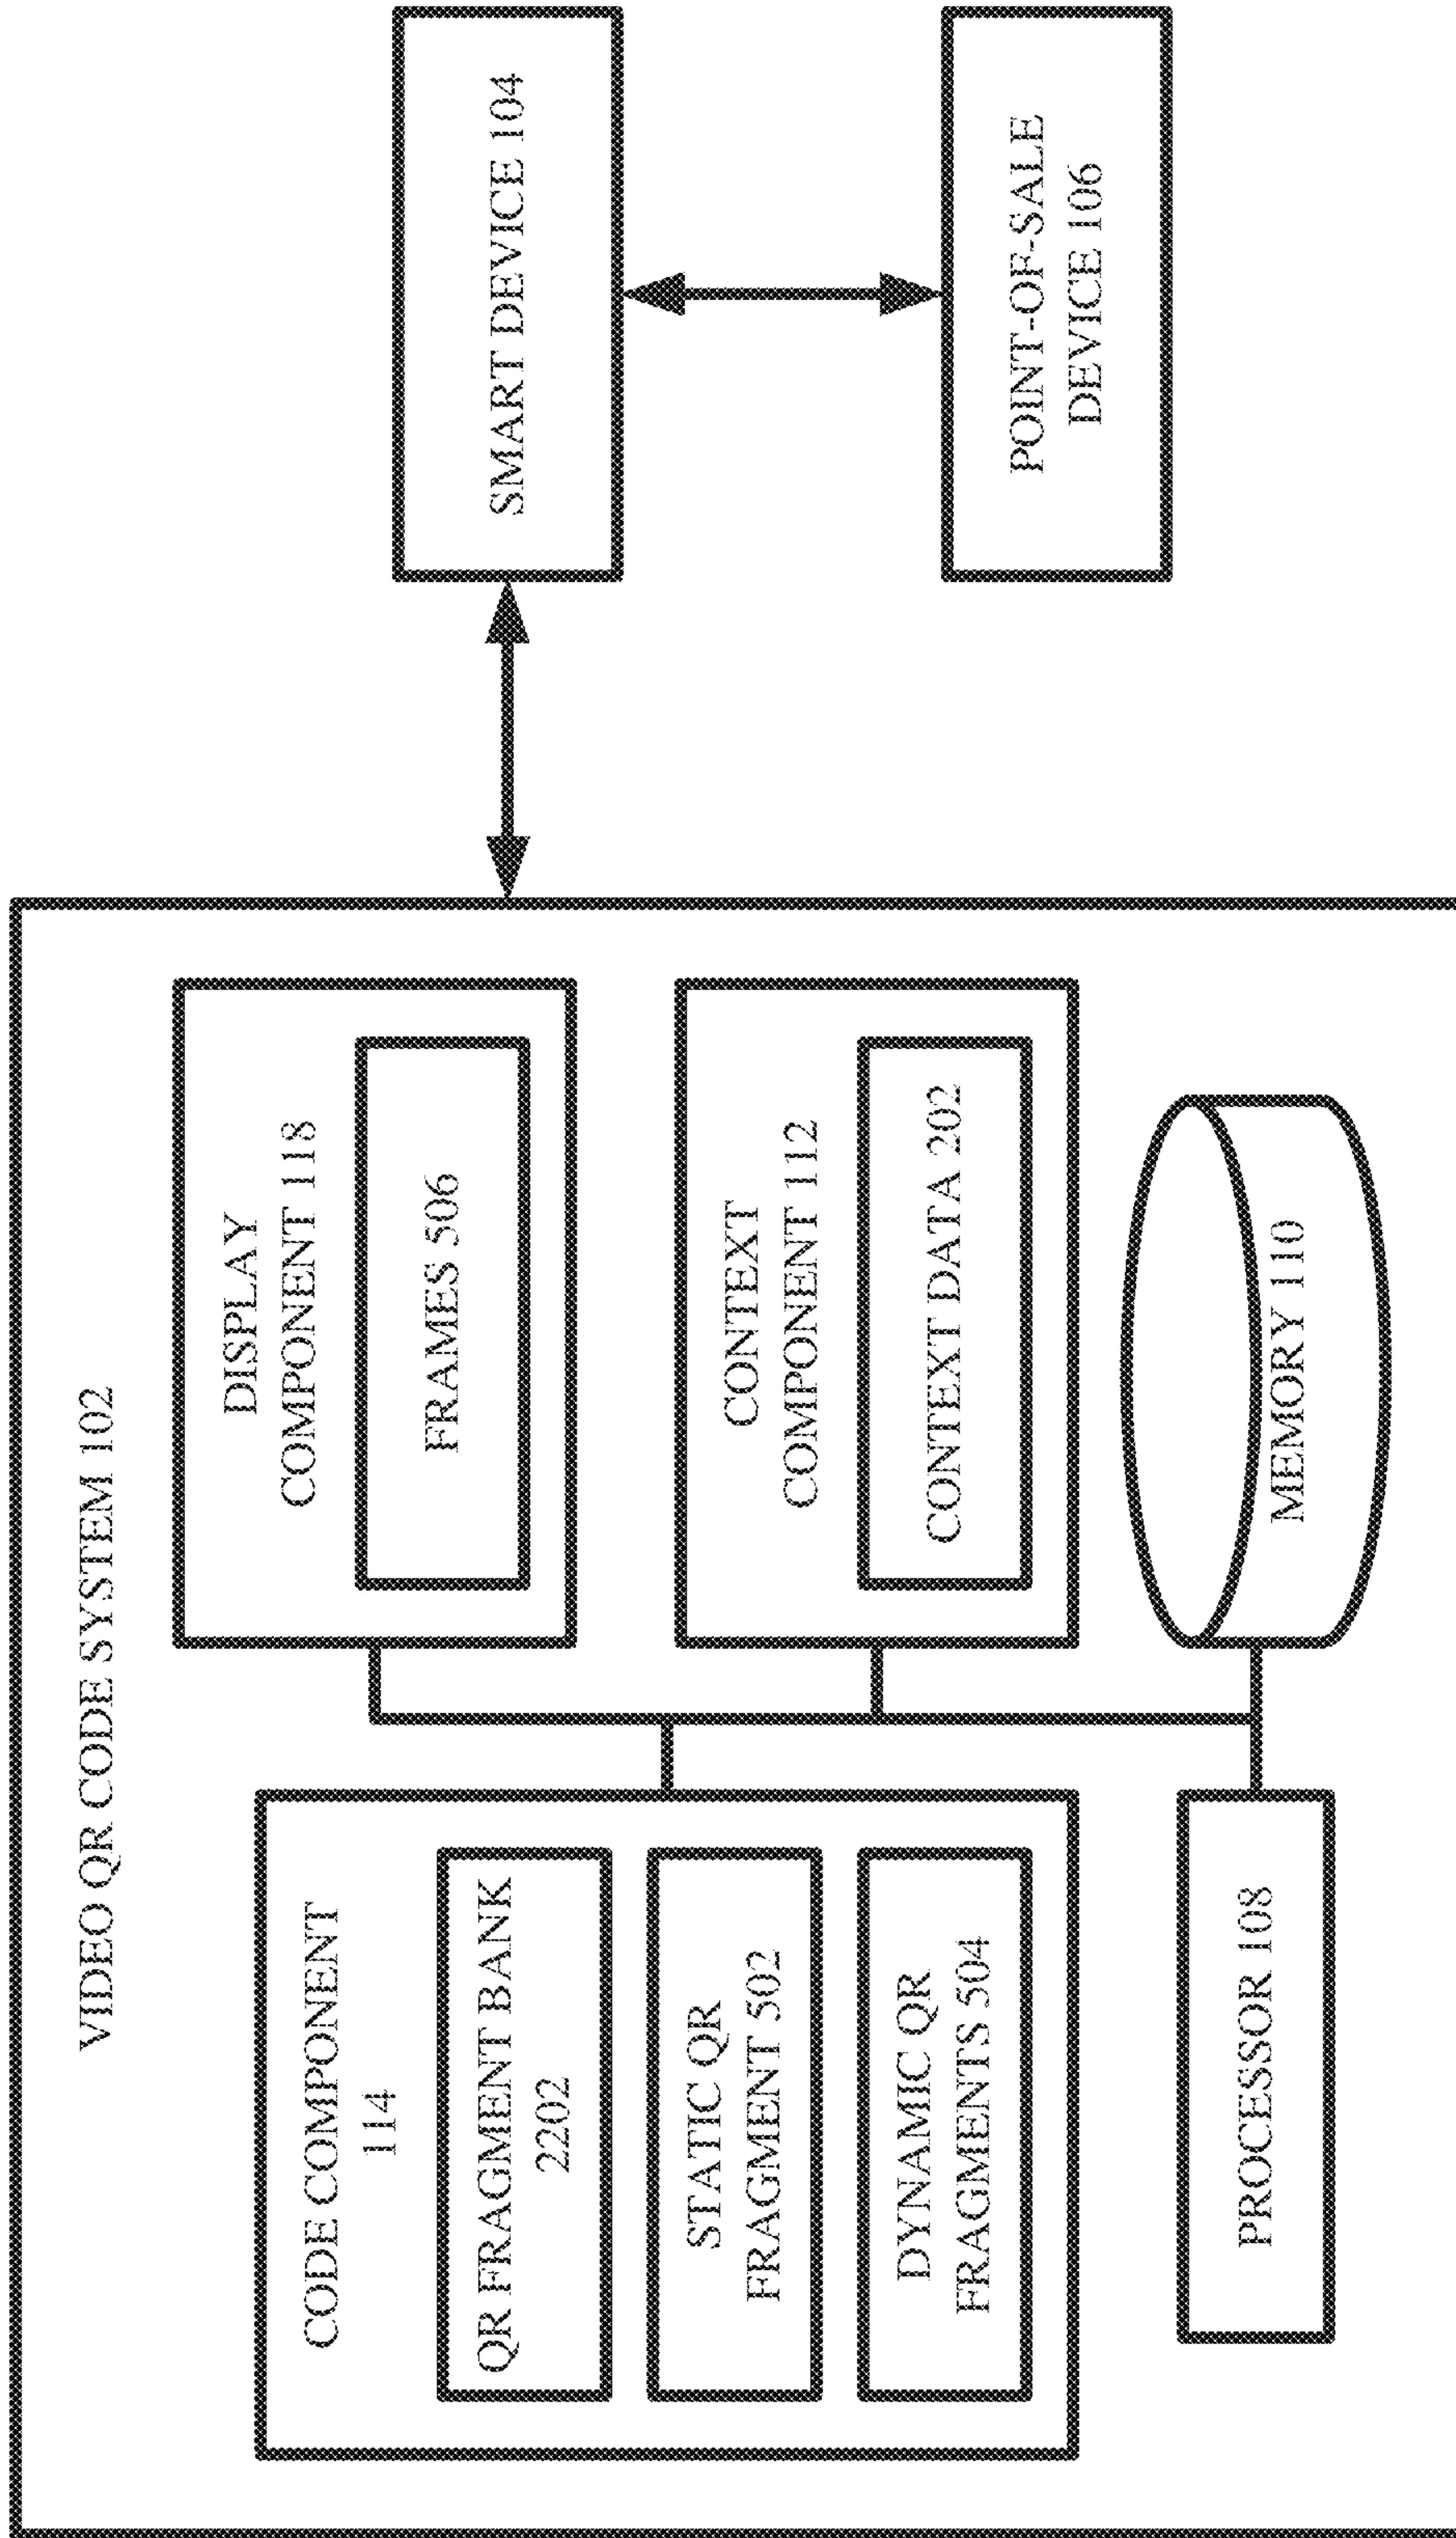 VIDEO QR CODE SYSTEM 102
CODE COMPONENT
114
QR FRAGMENT BANK
2202
STATIC QR
FRAGMENT 502
DYNAMIC QR
FRAGMENTS 504
PROCESSOR 108
DISPLAY
COMPONENT 118
FRAMES 506
CONTEXT
COMPONENT 112
CONTEXT DATA 202
MEMORY 110
SMART DEVICE 104
POINT-OF-SALE
DEVICE 106